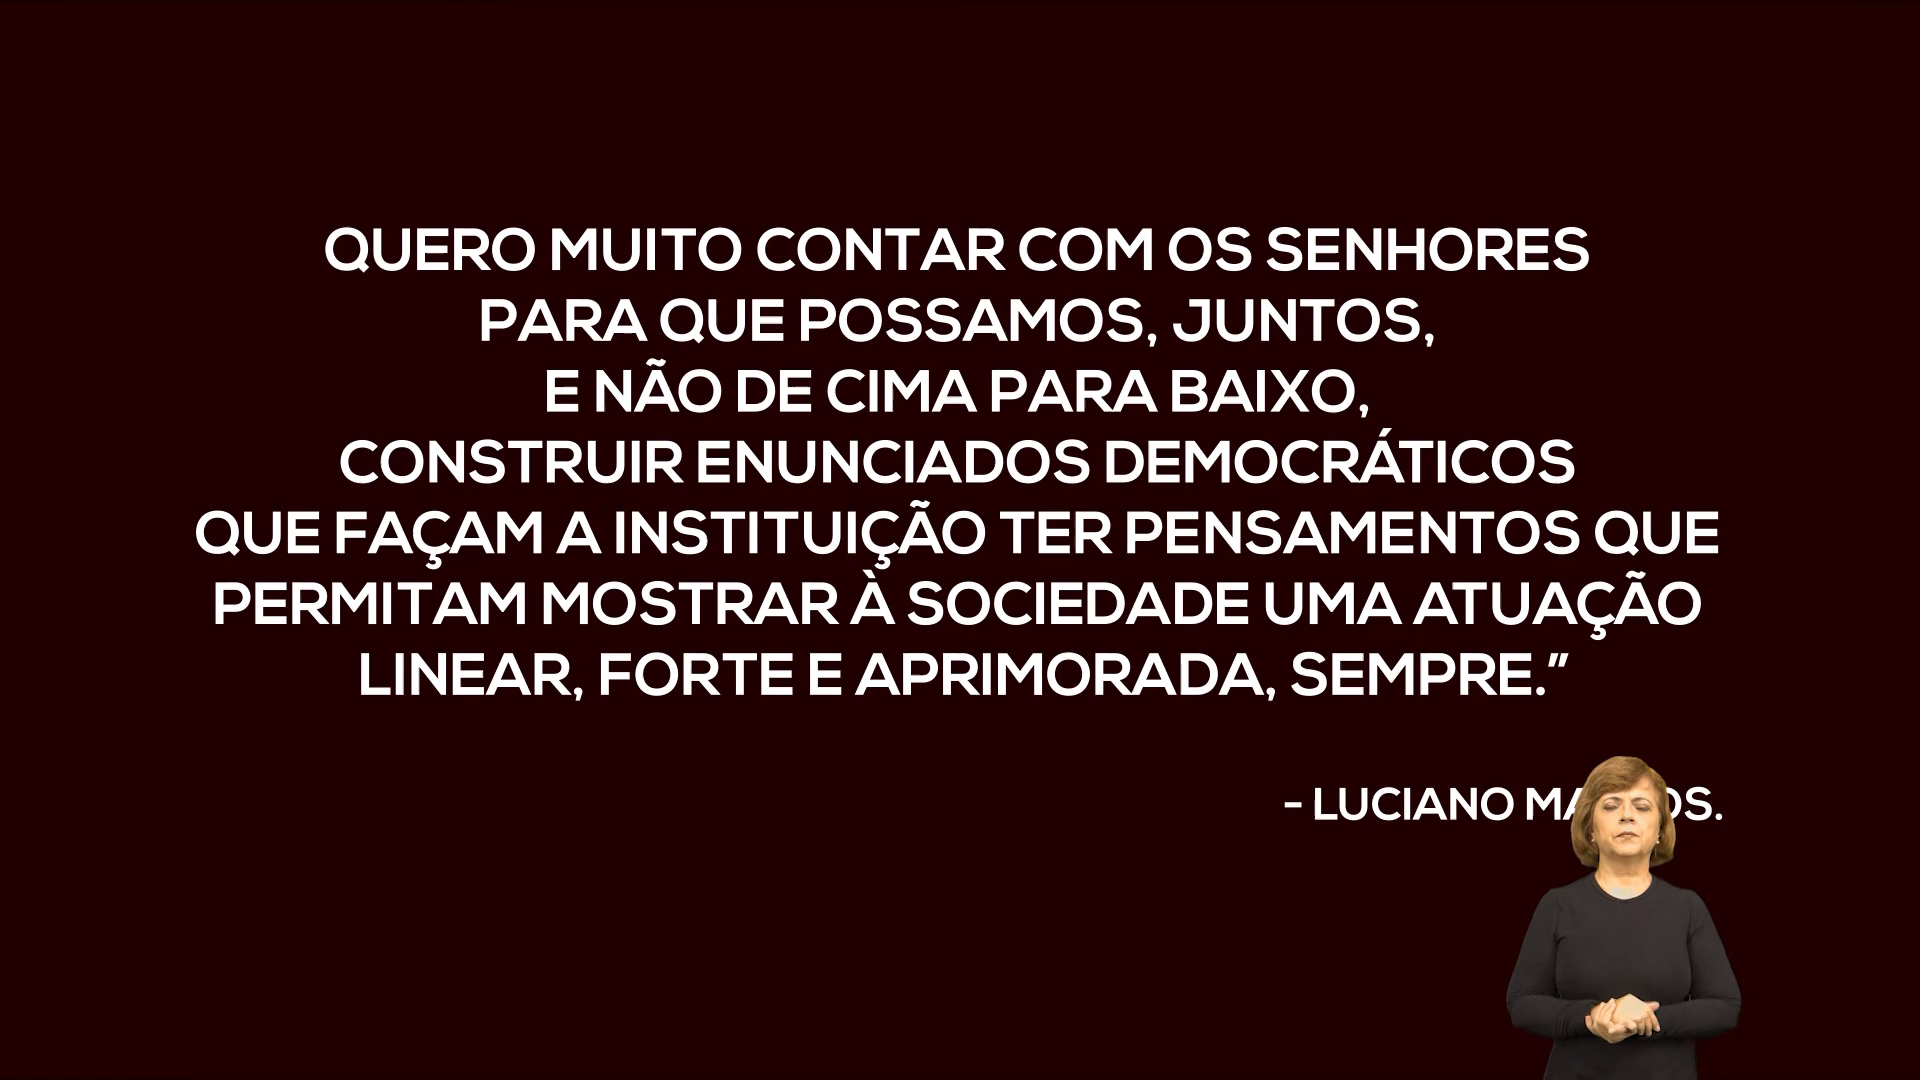 QUERO MUITO CONTAR COM OS SENHORES
PARA QUE POSSAMOS, JUNTOS,
E NÃO DE CIMA PARA BAIXO,
CONSTRUIR ENUNCIADOS DEMOCRÁTICOS
QUE FAÇAM A INSTITUIÇÃO TER PENSAMENTOS QUE
PERMITAM MOSTRAR À SOCIEDADE UMA ATUAÇÃO
LINEAR, FORTE E APRIMORADA, SEMPRE.”
- LUCIANO